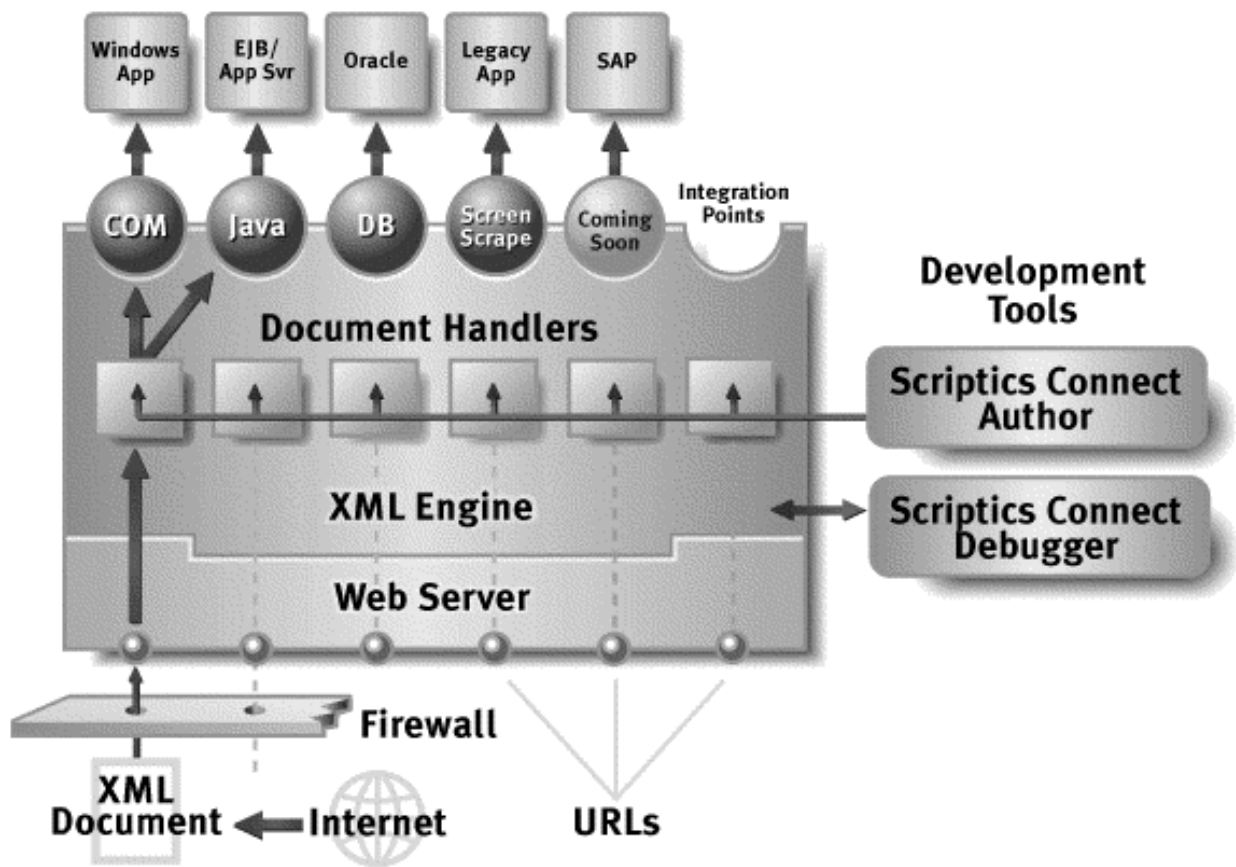 Windows
App
EJB/
App Svr
Oracle
Legacy
App
SAP
COM
Java
DB
Screen
Scrape
Coming
Soon
Integration
Points
Document Handlers
Development
Tools
Scriptics Connect
Author
XML Engine
Scriptics Connect
Debugger
Web Server
Firewall
XML
Document
Internet
URLs